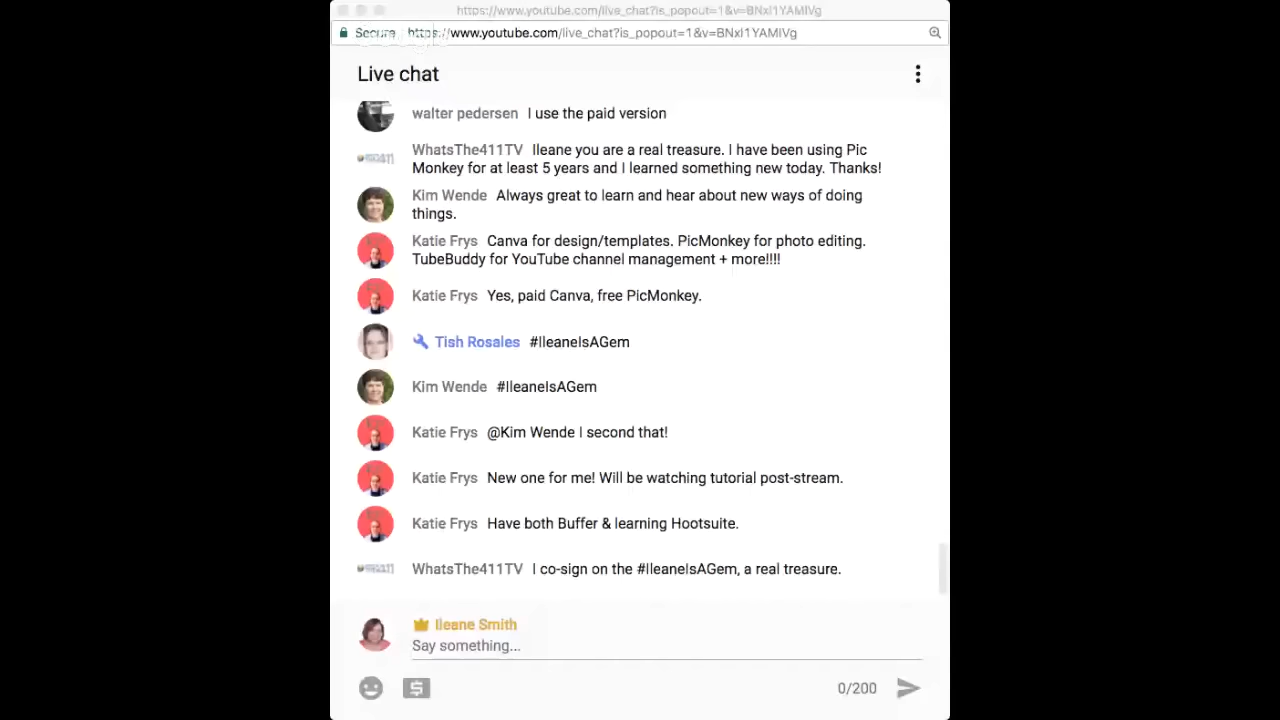 https://www.youtube.com/live_chat?is_popout=1&v=BNxl1YAMlVg
Secure https://www.youtube.com/live_chat?is_popout=1&v=BNxl1YAMlVg
Live chat
walter pedersen I use the paid version
WhatsThe411TV Ileane you are a real treasure. I have been using Pic
Monkey for at least 5 years and I learned something new today. Thanks!
Kim Wende Always great to learn and hear about new ways of doing
things.
Katie Frys Canva for design/templates. PicMonkey for photo editing.
TubeBuddy for YouTube channel management + more!!!!
Katie Frys Yes, paid Canva, free PicMonkey.
Tish Rosales #IleaneIsAGem
Kim Wende #IleaneIsAGem
Katie Frys @Kim Wende I second that!
Katie Frys New one for me! Will be watching tutorial post-stream.
Katie Frys Have both Buffer & learning Hootsuite.
WhatsThe411TV I co-sign on the #IleaneIsAGem, a real treasure.
Ileane Smith
Say something...
0/200